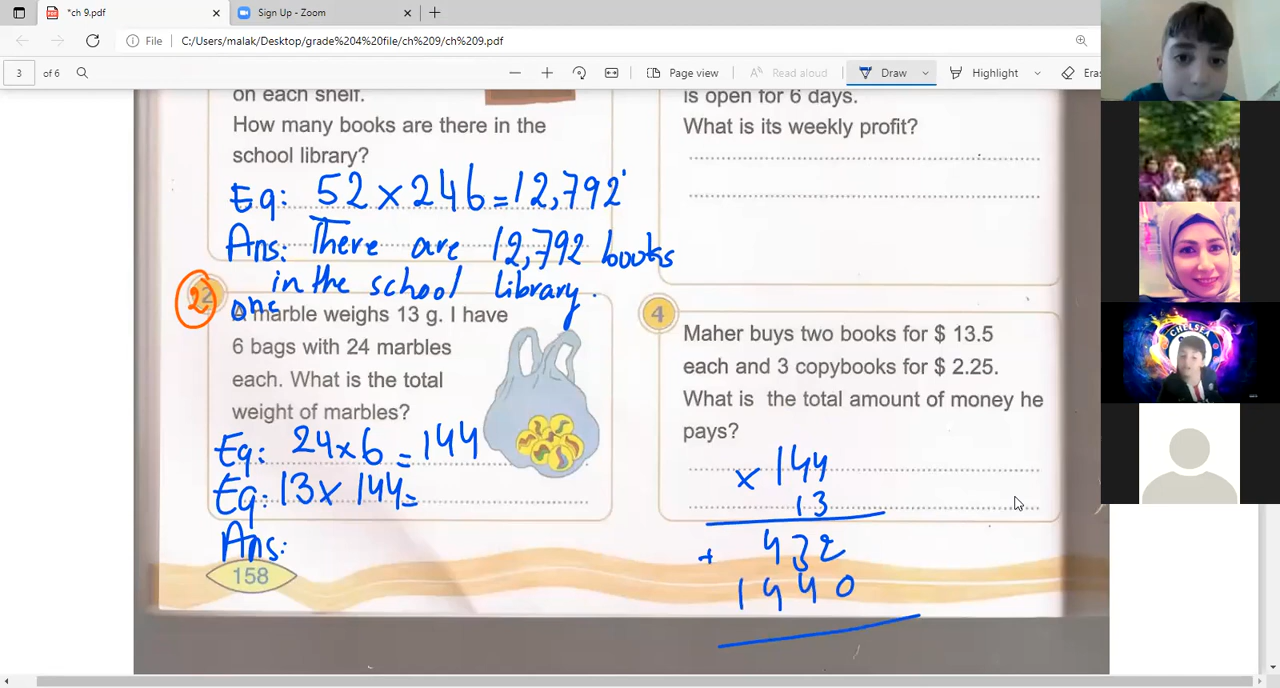 *ch 9.pdf
Sign Up - Zoom
File
C:/Users/malak/Desktop/grade%204%20file/ch%209/ch%209.pdf
3 of 6
Page view
Read aloud
Draw
Highlight
Eras
on each shelf.
How many books are there in the
school library?
Eq: 52 × 246 = 12,792
Ans: There are 12,792 books
in the school library.
2
one
A marble weighs 13 g. I have
6 bags with 24 marbles
each. What is the total
weight of marbles?
Eq: 24 × 6 = 144
Eq: 13 × 144 =
Ans:
158
is open for 6 days.
What is its weekly profit?
4
Maher buys two books for $ 13.5
each and 3 copybooks for $ 2.25.
What is the total amount of money he
pays?
× 144
13
+ 432
1440
CHELSEA